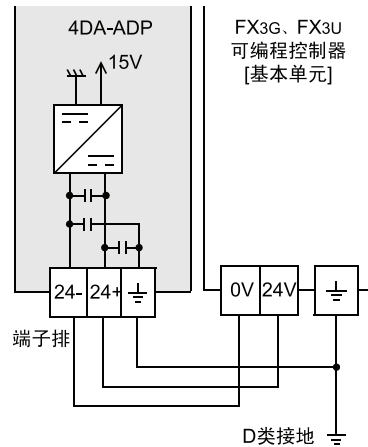 4DA-ADP
15V
FX3G、FX3U
可编程控制器
[基本单元]
24-
24+
0V
24V
端子排
D类接地